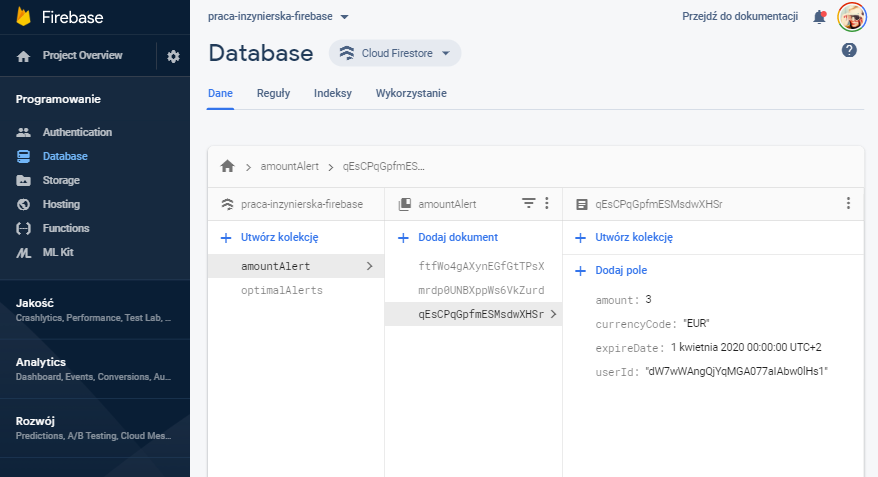 Firebase
praca-inzynierska-firebase
Przejdź do dokumentacji
Project Overview
Database
Cloud Firestore
Programowanie
Dane Reguły Indeksy Wykorzystanie
Authentication
Database
Storage
Hosting
Functions
ML Kit
Jakość
Crashlytics, Performance, Test Lab, ...
Analytics
Dashboard, Events, Conversions, Au...
Rozwój
Predictions, A/B Testing, Cloud Mes...
amountAlert > qEsCPqGpfmES...
praca-inzynierska-firebase
Utwórz kolekcję
amountAlert
optimalAlerts
amountAlert
Dodaj dokument
ftfWo4gAXynEGfGtTPsX
mrdp0UNBXppWs6VkZurd
qEsCPqGpfmESMsdwXHSr
qEsCPqGpfmESMsdwXHSr
Utwórz kolekcję
Dodaj pole
amount: 3
currencyCode: "EUR"
expireDate: 1 kwietnia 2020 00:00:00 UTC+2
userId: "dW7wWAngQjYqMGA077aIAbw0lHs1"